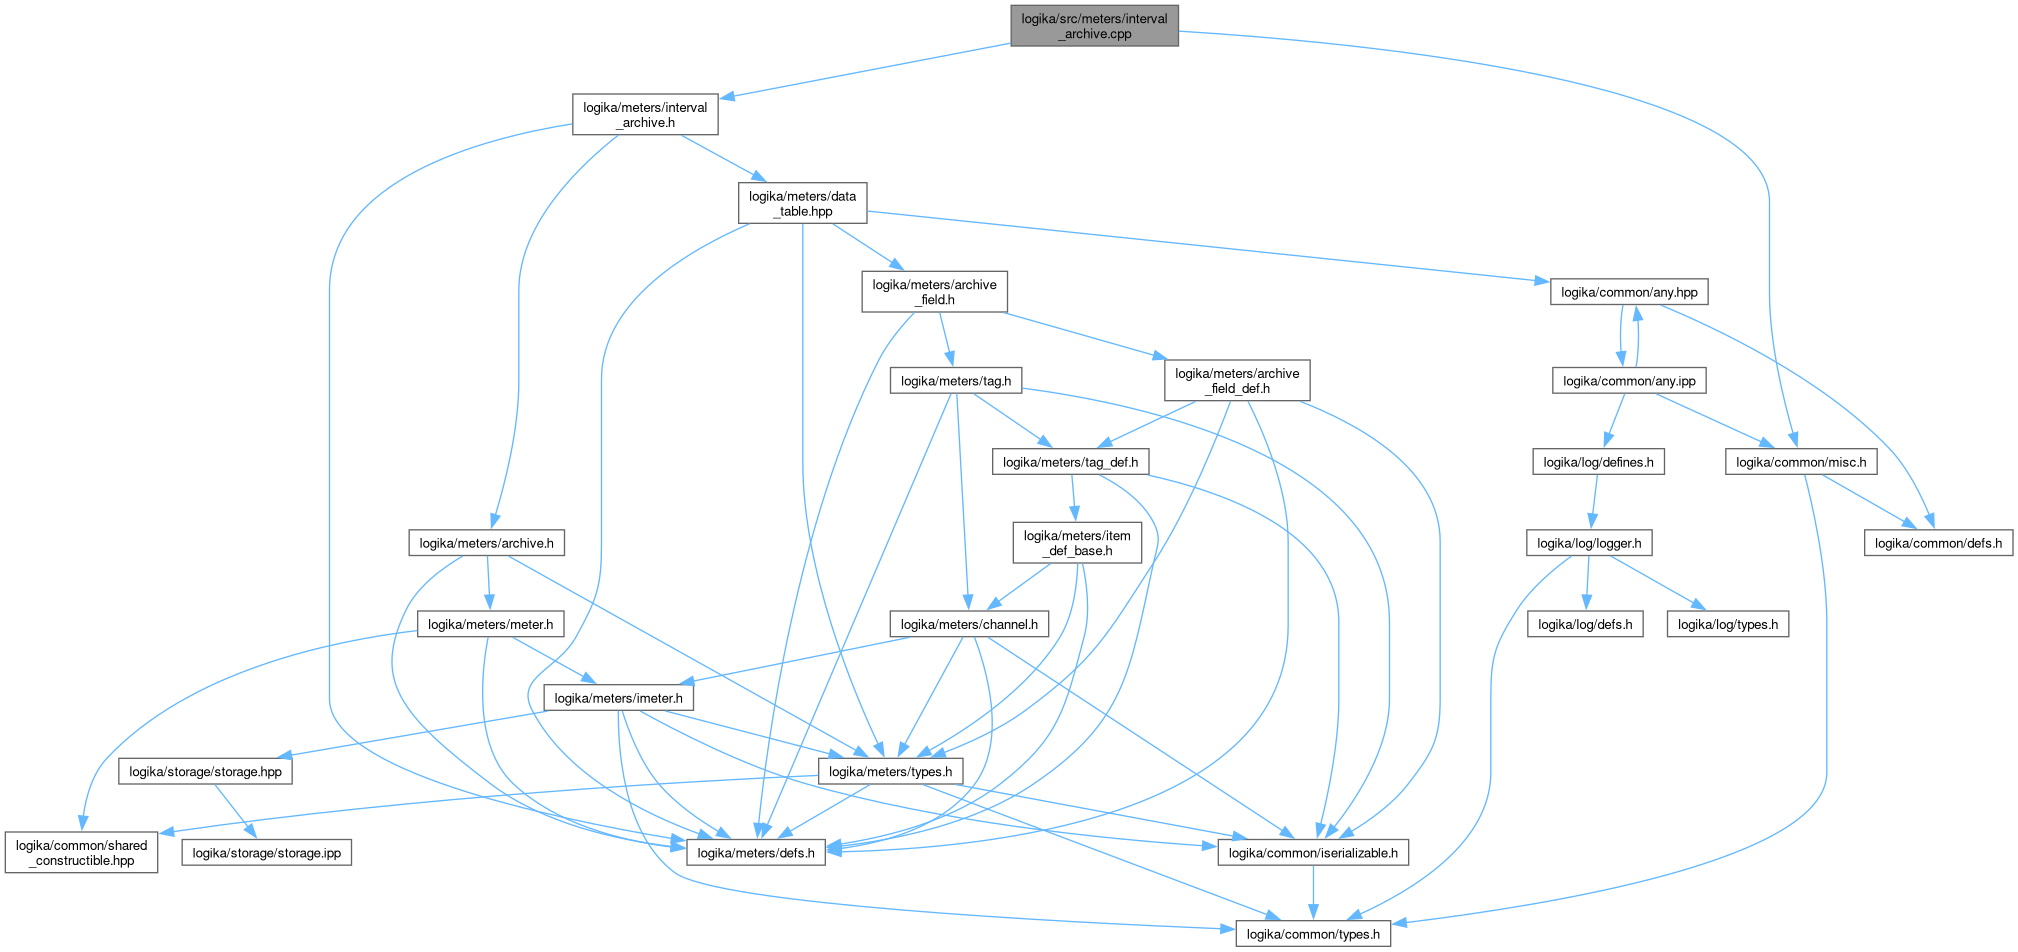 logika/src/meters/interval
_archive.cpp
logika/meters/interval
_archive.h
logika/meters/data
_table.hpp
logika/meters/archive
_field.h
logika/common/any.hpp
logika/meters/tag.h
logika/meters/archive
_field_def.h
logika/common/any.ipp
logika/meters/tag_def.h
logika/log/defines.h
logika/common/misc.h
logika/meters/archive.h
logika/meters/item
_def_base.h
logika/log/logger.h
logika/common/defs.h
logika/meters/meter.h
logika/meters/channel.h
logika/log/defs.h
logika/log/types.h
logika/meters/imeter.h
logika/storage/storage.hpp
logika/meters/types.h
logika/common/shared
_constructible.hpp
logika/storage/storage.ipp
logika/meters/defs.h
logika/common/iserializable.h
logika/common/types.h